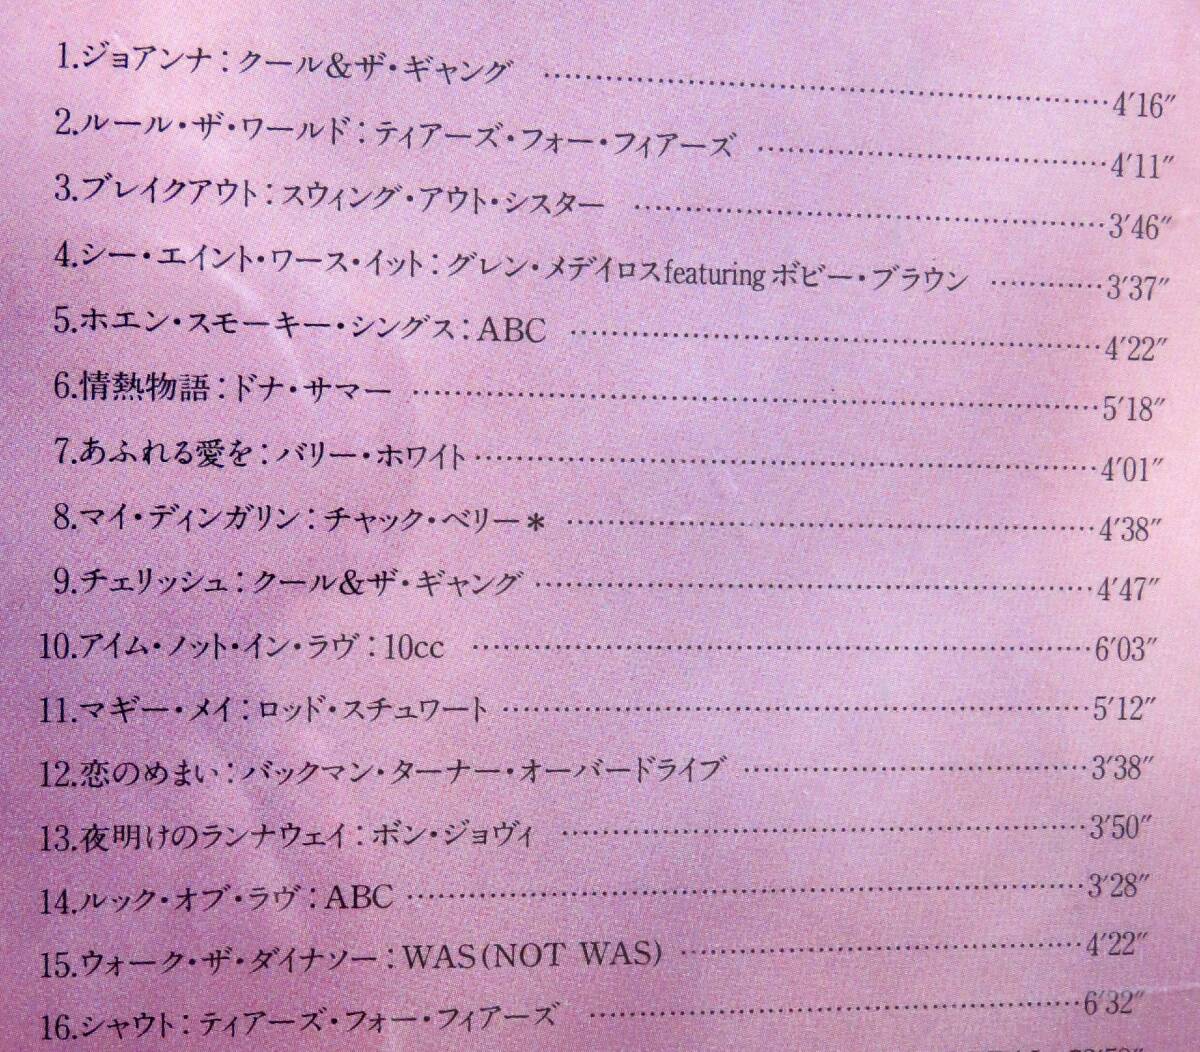 1.ジョアンナ：クール&ザ・ギャング ……………………………4′16″
2.ルール・ザ・ワールド：ティアーズ・フォー・フィアーズ ……………………………4′11″
3.ブレイクアウト：スウィング・アウト・シスター ……………………………3′46″
4.シー・エイント・ワース・イット：グレン・メデイロスfeaturing ボビー・ブラウン …………3′37″
5.ホエン・スモーキー・シングス：ABC ……………………………4′22″
6.情熱物語：ドナ・サマー ……………………………5′18″
7.あふれる愛を：バリー・ホワイト……………………………4′01″
8.マイ・ディンガリン：チャック・ベリー＊ ……………………………4′38″
9.チェリッシュ：クール&ザ・ギャング ……………………………4′47″
10.アイム・ノット・イン・ラヴ：10cc ……………………………6′03″
11.マギー・メイ：ロッド・スチュワート ……………………………5′12″
12.恋のめまい：バックマン・ターナー・オーバードライブ ……………………………3′38″
13.夜明けのランナウェイ：ボン・ジョヴィ ……………………………3′50″
14.ルック・オブ・ラヴ：ABC ……………………………3′28″
15.ウォーク・ザ・ダイナソー：WAS(NOT WAS) ……………………………4′22″
16.シャウト：ティアーズ・フォー・フィアーズ ……………………………6′32″